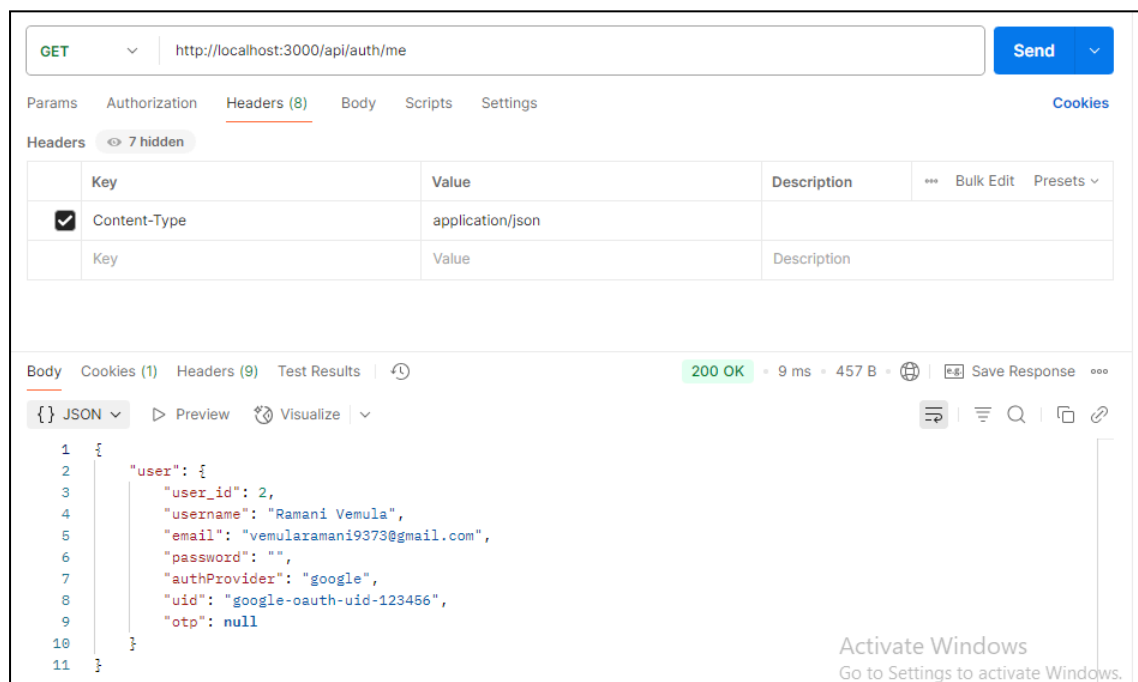 GET http://localhost:3000/api/auth/me Send
Params Authorization Headers (8) Body Scripts Settings Cookies
Headers 7 hidden
Key Value Description Bulk Edit Presets
Content-Type application/json
Key Value Description
Body Cookies (1) Headers (9) Test Results 200 OK 9 ms 457 B e.g. Save Response
{} JSON Preview Visualize
1 {
2 "user": {
3 "user_id": 2,
4 "username": "Ramani Vemula",
5 "email": "vemularamani9373@gmail.com",
6 "password": "",
7 "authProvider": "google",
8 "uid": "google-oauth-uid-123456",
9 "otp": null
10 }
11 }
Activate Windows
Go to Settings to activate Windows.